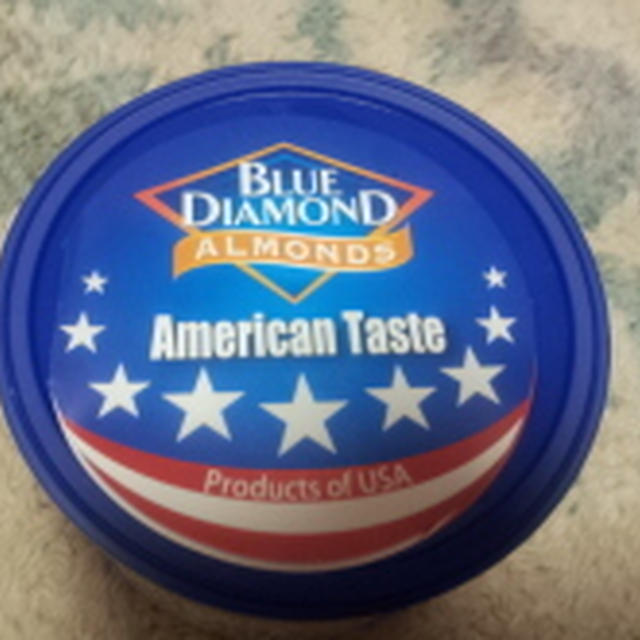 BLUE
DIAMOND
ALMONDS
American Taste
Products of USA